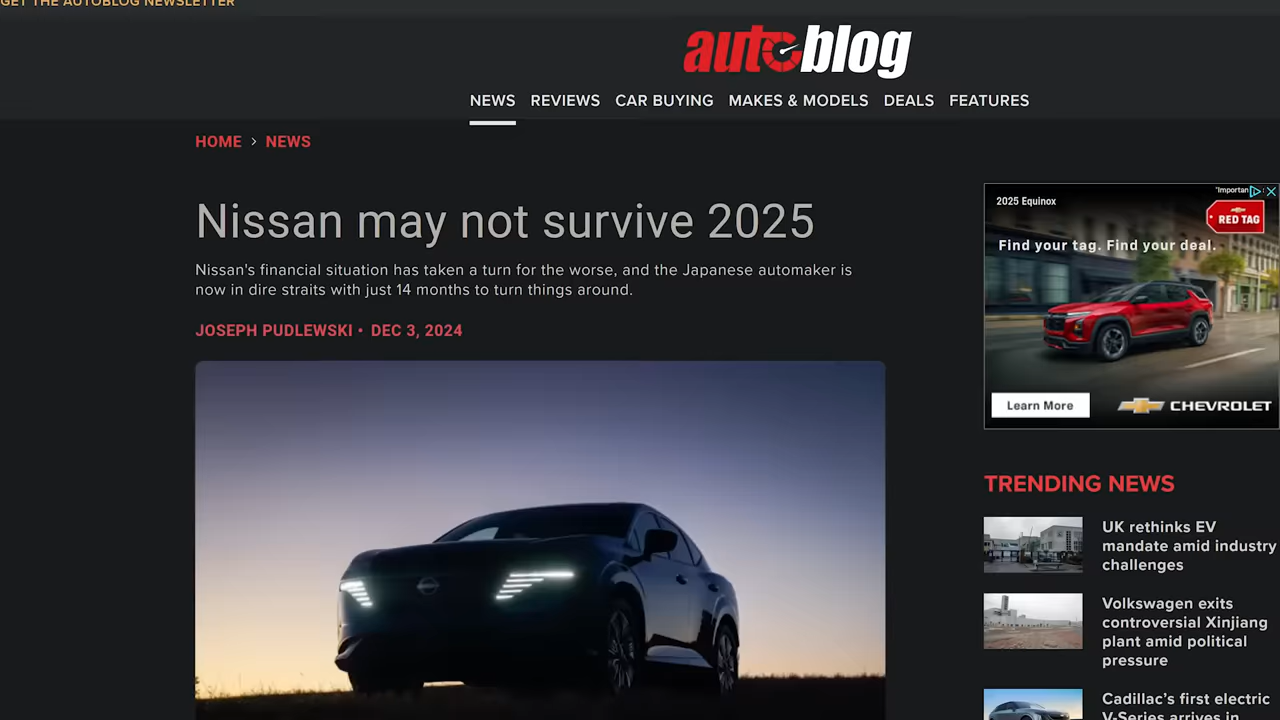 GET THE AUTOBLOG NEWSLETTER
autoblog
NEWS REVIEWS CAR BUYING MAKES & MODELS DEALS FEATURES
HOME > NEWS
Nissan may not survive 2025
Nissan's financial situation has taken a turn for the worse, and the Japanese automaker is
now in dire straits with just 14 months to turn things around.
JOSEPH PUDLEWSKI • DEC 3, 2024
"Importan
2025 Equinox
RED TAG
Find your tag. Find your deal.
Learn More
CHEVROLET
TRENDING NEWS
UK rethinks EV
mandate amid industry
challenges
Volkswagen exits
controversial Xinjiang
plant amid political
pressure
Cadillac's first electric
V-Series arrives in